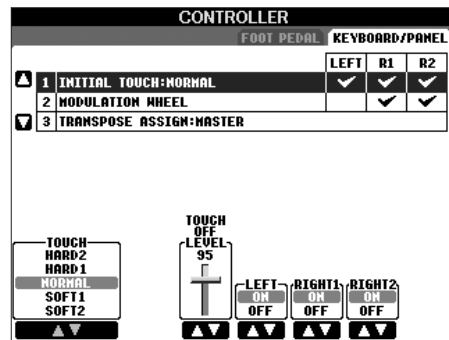 CONTROLLER
FOOT PEDAL KEYBOARD/PANEL
LEFT R1 R2
1 INITIAL TOUCH:NORMAL
2 MODULATION WHEEL
3 TRANSPOSE ASSIGN:MASTER
TOUCH
HARD2
HARD1
NORMAL
SOFT1
SOFT2
TOUCH
OFF
LEVEL
95
LEFT
ON
OFF
RIGHT1
ON
OFF
RIGHT2
ON
OFF